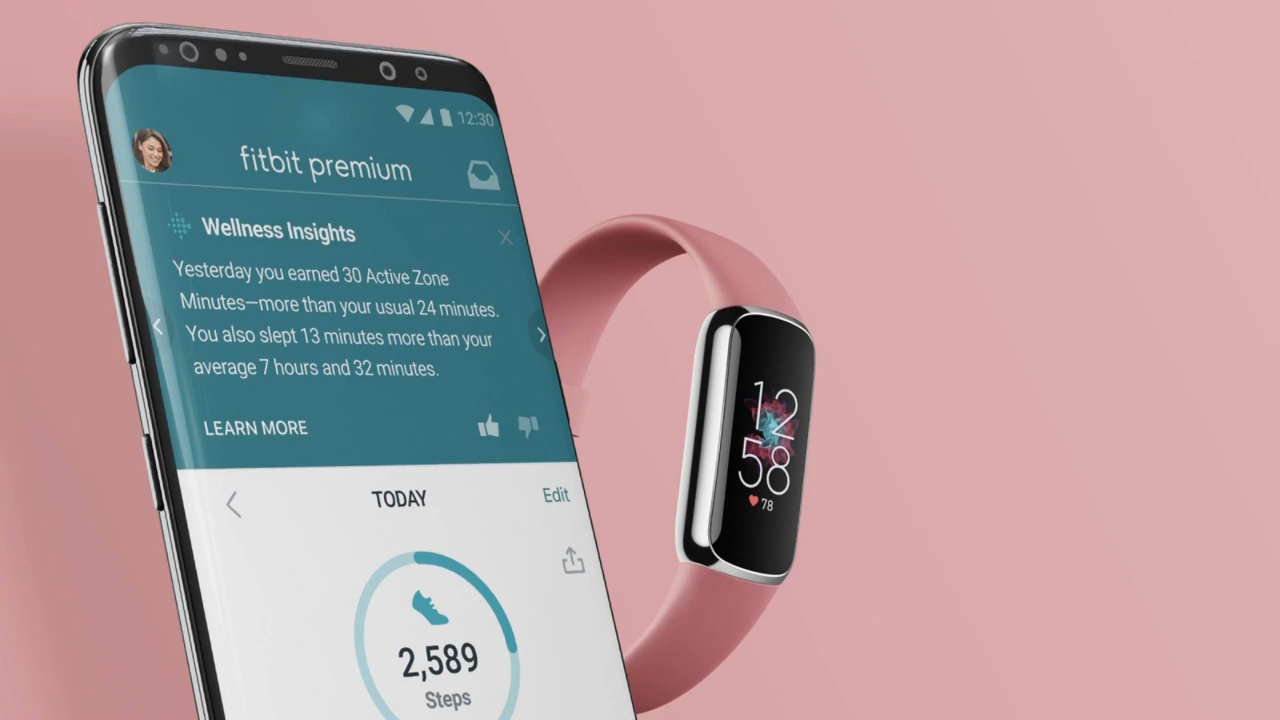 12:30
fitbit premium
Wellness Insights
Yesterday you earned 30 Active Zone
Minutes—more than your usual 24 minutes.
You also slept 13 minutes more than your
average 7 hours and 32 minutes.
LEARN MORE
TODAY
Edit
2,589
Steps
12
58
78